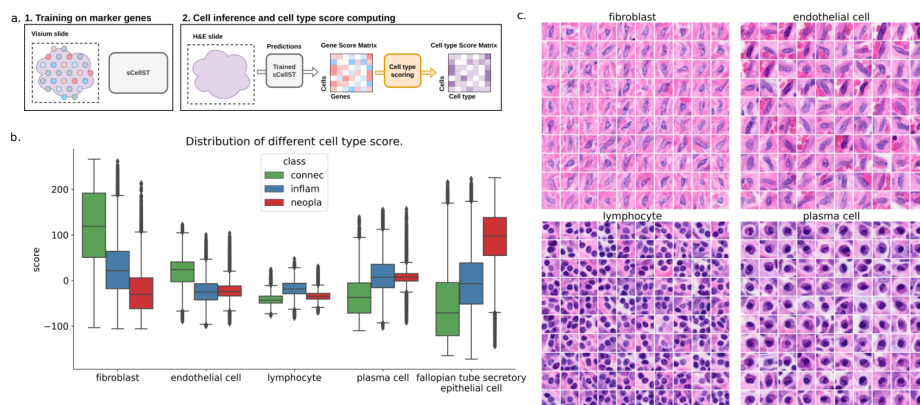 a.
1. Training on marker genes
Visium slide
sCellST
2. Cell inference and cell type score computing
H&E slide
Predictions
Trained
sCellST
Gene Score Matrix
Cells
Genes
Cell type
scoring
Cell type Score Matrix
Cells
Cell type
b.
Distribution of different cell type score.
class
connec
inflam
neopla
score
200
100
0
−100
fibroblast
endothelial cell
lymphocyte
plasma cell
fallopian tube secretory
epithelial cell
c.
fibroblast
endothelial cell
lymphocyte
plasma cell